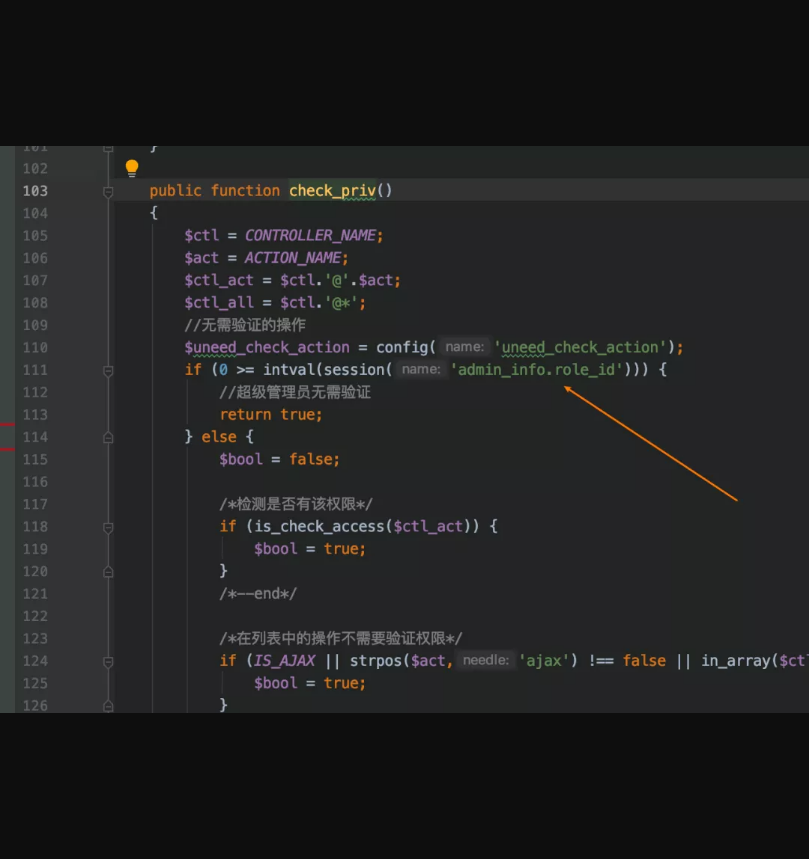 101 }
102
103 public function check_priv()
104 {
105 $ctl = CONTROLLER_NAME;
106 $act = ACTION_NAME;
107 $ctl_act = $ctl.'@'.$act;
108 $ctl_all = $ctl.'@*';
109 //无需验证的操作
110 $uneed_check_action = config( name: 'uneed_check_action');
111 if (0 >= intval(session( name: 'admin_info.role_id'))) {
112 //超级管理员无需验证
113 return true;
114 } else {
115 $bool = false;
116
117 /*检测是否有该权限*/
118 if (is_check_access($ctl_act)) {
119 $bool = true;
120 }
121 /*--end*/
122
123 /*在列表中的操作不需要验证权限*/
124 if (IS_AJAX || strpos($act, needle: 'ajax') !== false || in_array($ct
125 $bool = true;
126 }